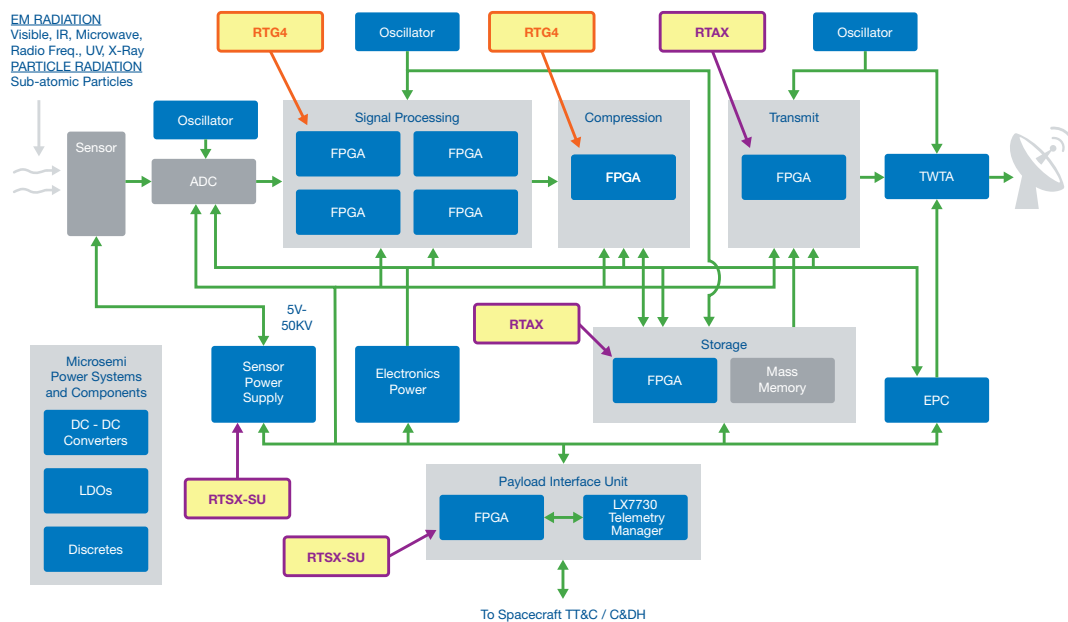 EM RADIATION
Visible, IR, Microwave,
Radio Freq., UV, X-Ray
PARTICLE RADIATION
Sub-atomic Particles
RTG4
Oscillator
RTG4
RTAX
Oscillator
Sensor
Oscillator
ADC
Signal Processing
FPGA
FPGA
FPGA
FPGA
Compression
FPGA
Transmit
FPGA
TWTA
5V-
50KV
RTAX
Storage
FPGA
Mass
Memory
Microsemi
Power Systems
and Components
DC - DC
Converters
LDOs
Discretes
Sensor
Power
Supply
Electronics
Power
EPC
RTSX-SU
Payload Interface Unit
FPGA
LX7730
Telemetry
Manager
RTSX-SU
To Spacecraft TT&C / C&DH